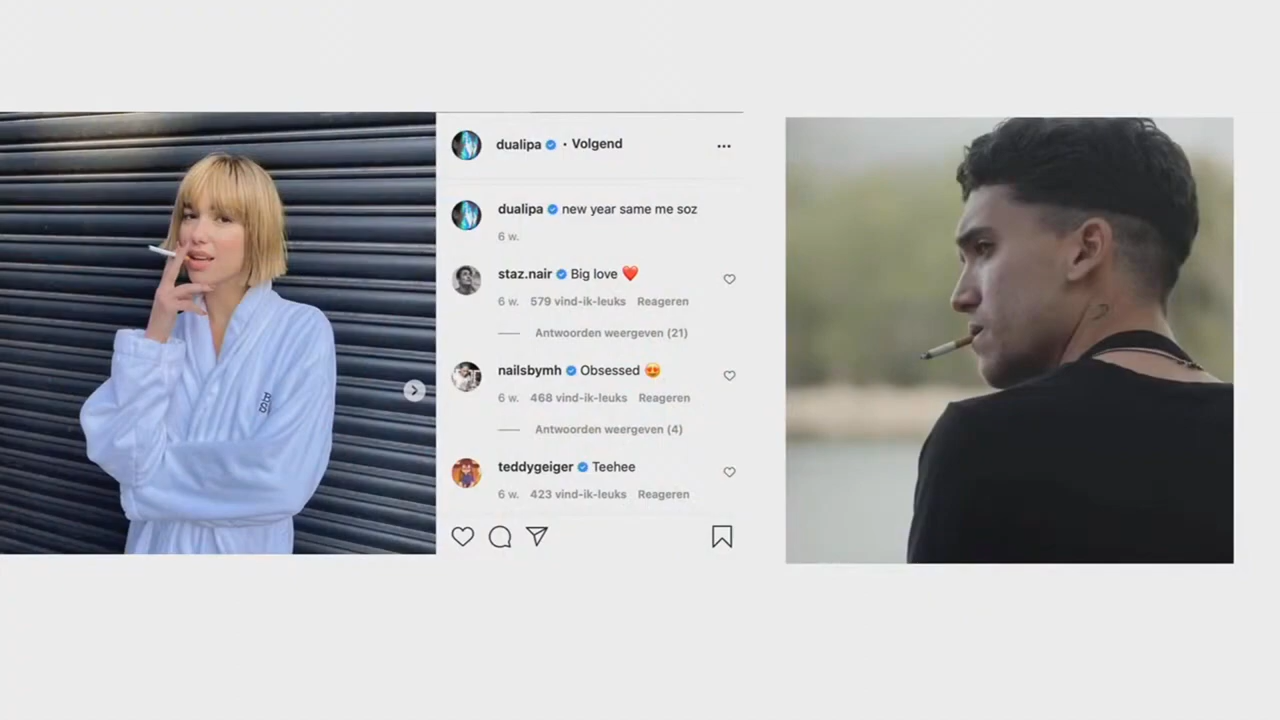 dualipa • Volgend
dualipa new year same me soz
6 w.
staz.nair Big love ❤️
6 w. 579 vind-ik-leuks Reageren
Antwoorden weergeven (21)
nailsbymh Obsessed 😍
6 w. 468 vind-ik-leuks Reageren
Antwoorden weergeven (4)
teddygeiger Teehee
6 w. 423 vind-ik-leuks Reageren